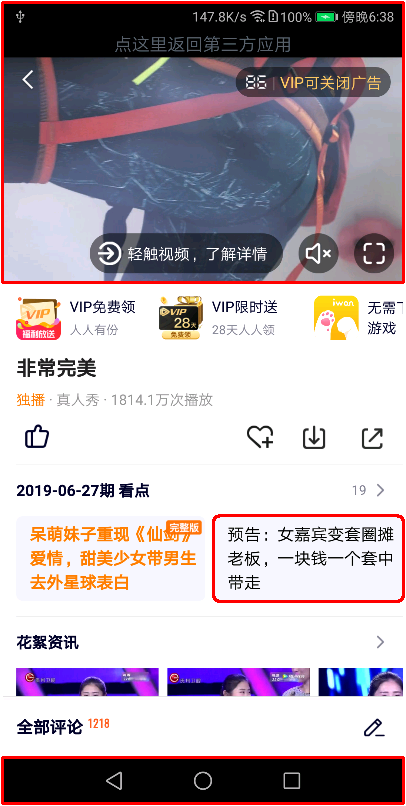 147.8K/s 100% 傍晚6:38
点这里返回第三方应用
86 VIP可关闭广告
轻触视频，了解详情
VIP免费领
人人有份
VIP
福利放送
VIP限时送
28天人人领
VIP
28天
免费领
iwan
无需下
游戏
非常完美
独播 · 真人秀 · 1814.1万次播放
2019-06-27期 看点
19
完整版
呆萌妹子重现《仙剑》
爱情，甜美少女带男生
去外星球表白
预告：女嘉宾变套圈摊
老板，一块钱一个套中
带走
花絮资讯
全部评论 1218